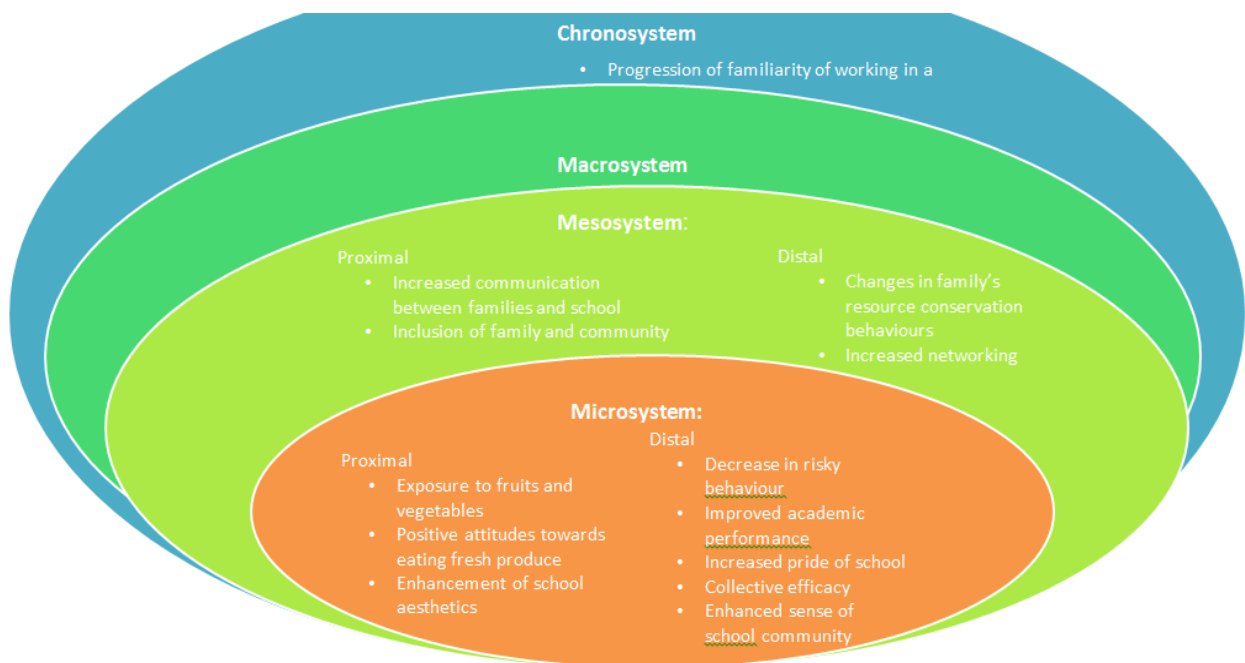 Chronosystem
• Progression of familiarity of working in a
Macrosystem
Mesosystem:
Proximal
• Increased communication
between families and school
• Inclusion of family and community
Distal
• Changes in family's
resource conservation
behaviours
• Increased networking
Microsystem:
Proximal
• Exposure to fruits and
vegetables
• Positive attitudes towards
eating fresh produce
• Enhancement of school
aesthetics
Distal
• Decrease in risky
behaviour
• Improved academic
performance
• Increased pride of school
• Collective efficacy
• Enhanced sense of
school community